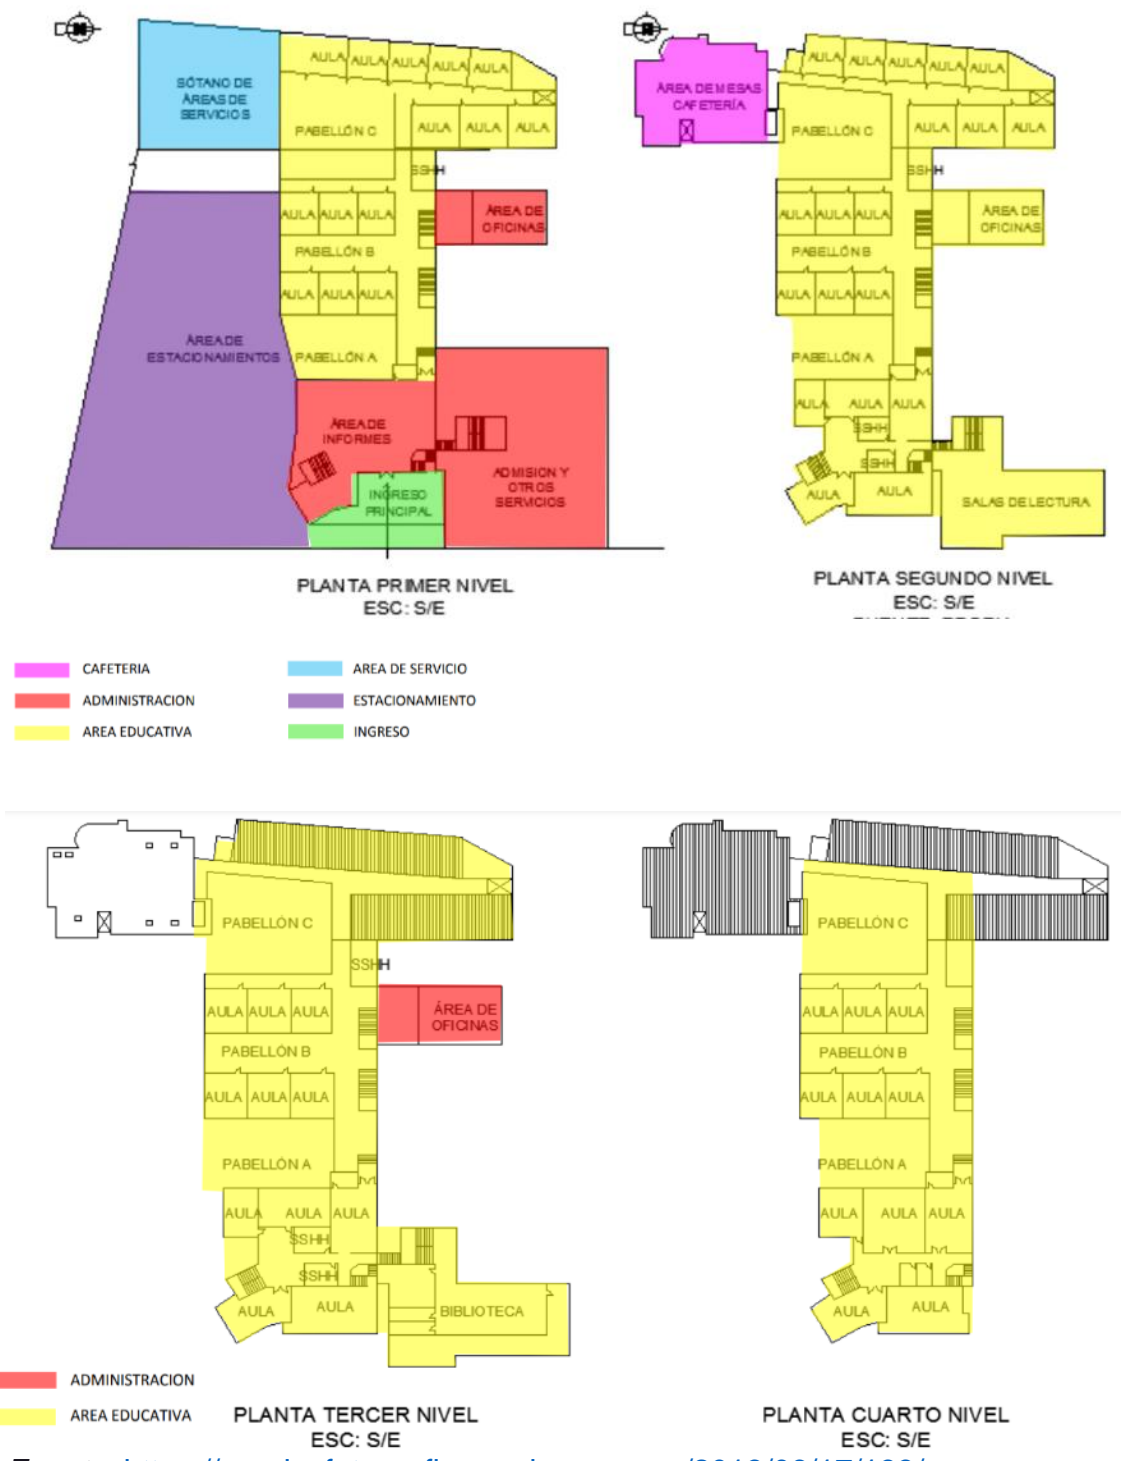 AULA AULA AULA AULA AULA
SÓTANO DE
ÁREAS DE
SERVICIOS
PABELLÓN C
AULA AULA AULA
SSHH
AULA AULA AULA
ÁREA DE
OFICINAS
PABELLÓN B
AULA AULA AULA
ÁREA DE
ESTACIONAMIENTOS
PABELLÓN A
ÁREA DE
INFORMES
ADMISION Y
OTROS
SERVICIOS
INGRESO
PRINCIPAL
PLANTA PRIMER NIVEL
ESC: S/E
AULA AULA AULA AULA AULA
ÁREA DE MESAS
CAFETERÍA
PABELLÓN C
AULA AULA AULA
SSHH
AULA AULA AULA
ÁREA DE
OFICINAS
PABELLÓN B
AULA AULA AULA
PABELLÓN A
AULA AULA AULA
SSHH
SSHH
AULA AULA
SALAS DE LECTURA
PLANTA SEGUNDO NIVEL
ESC: S/E
CAFETERIA
ADMINISTRACION
AREA EDUCATIVA
AREA DE SERVICIO
ESTACIONAMIENTO
INGRESO
PABELLÓN C
SSHH
AULA AULA AULA
ÁREA DE
OFICINAS
PABELLÓN B
AULA AULA AULA
PABELLÓN A
AULA AULA AULA
SSHH
SSHH
AULA AULA
BIBLIOTECA
ADMINISTRACION
AREA EDUCATIVA
PLANTA TERCER NIVEL
ESC: S/E
PABELLÓN C
AULA AULA AULA
PABELLÓN B
AULA AULA AULA
PABELLÓN A
AULA AULA AULA
AULA AULA
PLANTA CUARTO NIVEL
ESC: S/E